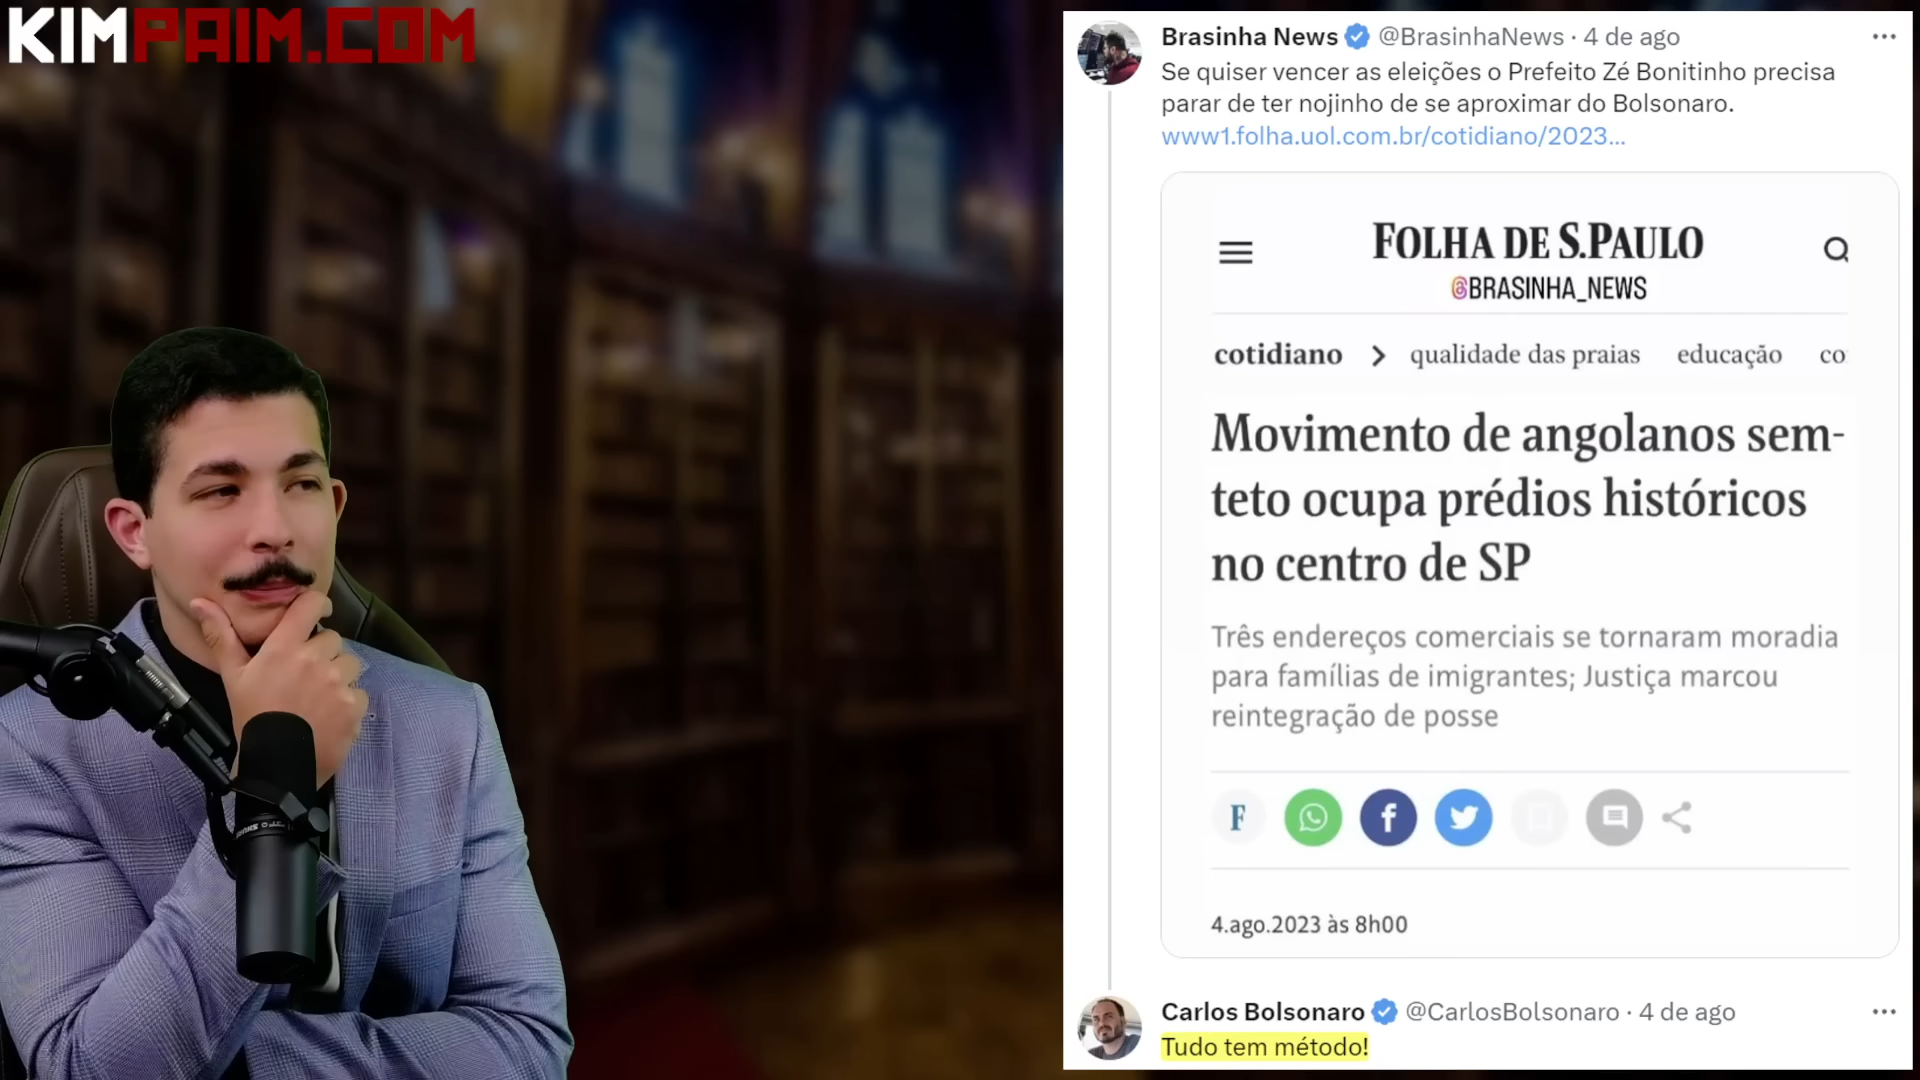 KIMPAIM.COM
Brasinha News @BrasinhaNews · 4 de ago
Se quiser vencer as eleições o Prefeito Zé Bonitinho precisa
parar de ter nojinho de se aproximar do Bolsonaro.
www1.folha.uol.com.br/cotidiano/2023...
FOLHA DE S.PAULO
@BRASINHA_NEWS
cotidiano > qualidade das praias educação co
Movimento de angolanos sem-
teto ocupa prédios históricos
no centro de SP
Três endereços comerciais se tornaram moradia
para famílias de imigrantes; Justiça marcou
reintegração de posse
F
4.ago.2023 às 8h00
Carlos Bolsonaro @CarlosBolsonaro · 4 de ago
Tudo tem método!